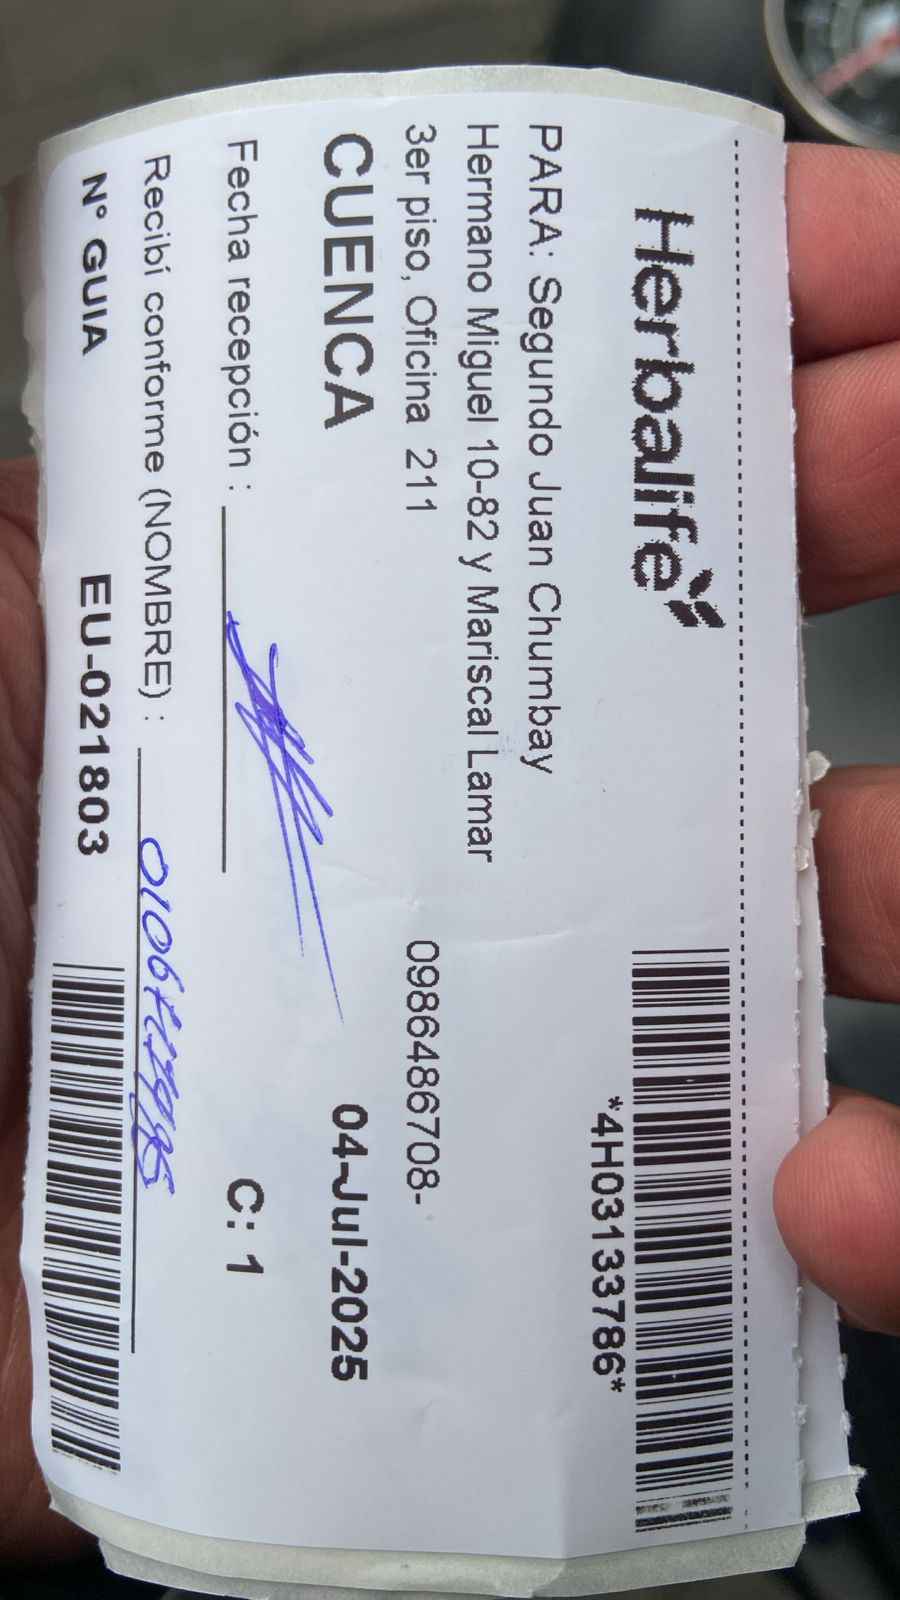 Herbalife
*4H03133786*
PARA: Segundo Juan Chumbay
Hermano Miguel 10-82 y Mariscal Lamar
3er piso, Oficina 211 0986486708-
CUENCA 04-Jul-2025
Fecha recepción : C: 1
Recibí conforme (NOMBRE) :
N° GUIA EU-021803